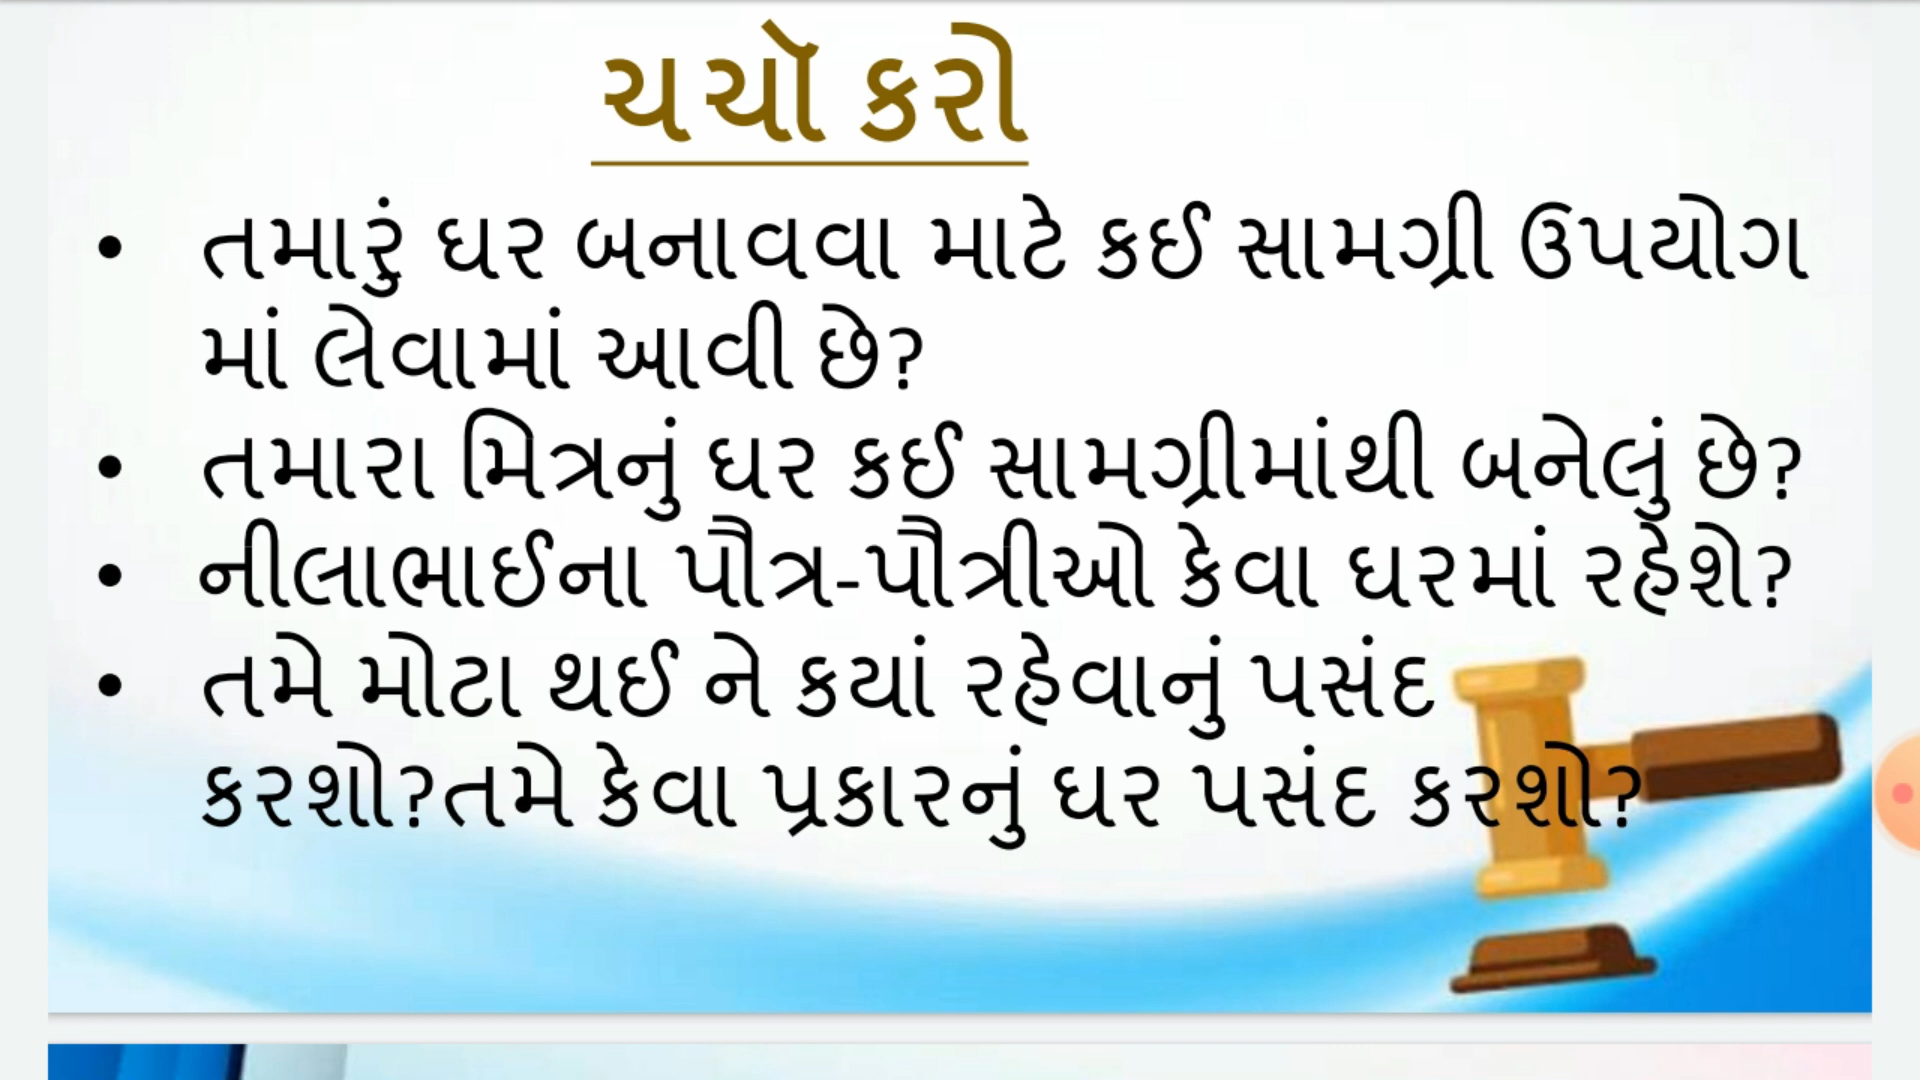 ચચૉ કરો
• તમારું ઘર બનાવવા માટે કઈ સામગ્રી ઉપયોગ
માં લેવામાં આવી છે?
• તમારા મિત્રનું ઘર કઈ સામગ્રીમાંથી બનેલું છે?
• નીલાભાઈના પૌત્ર-પૌત્રીઓ કેવા ઘરમાં રહેશે?
• તમે મોટા થઈ ને કયાં રહેવાનું પસંદ
કરશો?તમે કેવા પ્રકારનું ઘર પસંદ કરશો?